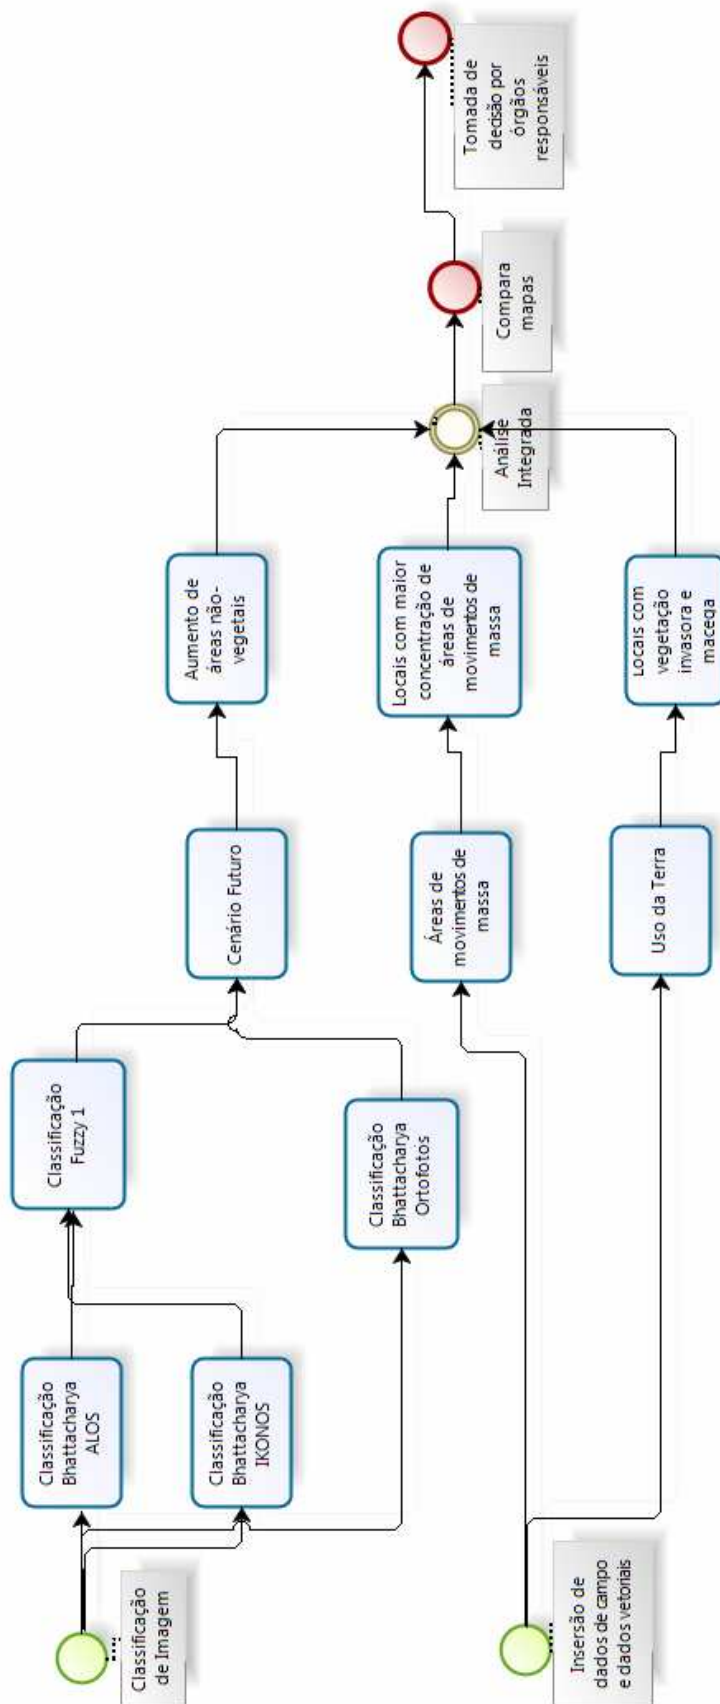 Classificação
de Imagem
Classificação
Bhattacharya
ALOS
Classificação
Bhattacharya
IKONOS
Classificação
Fuzzy 1
Classificação
Bhattacharya
Ortofotos
Cenário Futuro
Aumento de
áreas não-
vegetais
Insersão de
dados de campo
e dados vetoriais
Áreas de
movimentos de
massa
Locais com maior
concentração de
áreas de
movimentos de
massa
Uso da Terra
Locais com
vegetação
invasora e
macega
Análise
Integrada
Compara
mapas
Tomada de
decisão por
órgãos
responsáveis